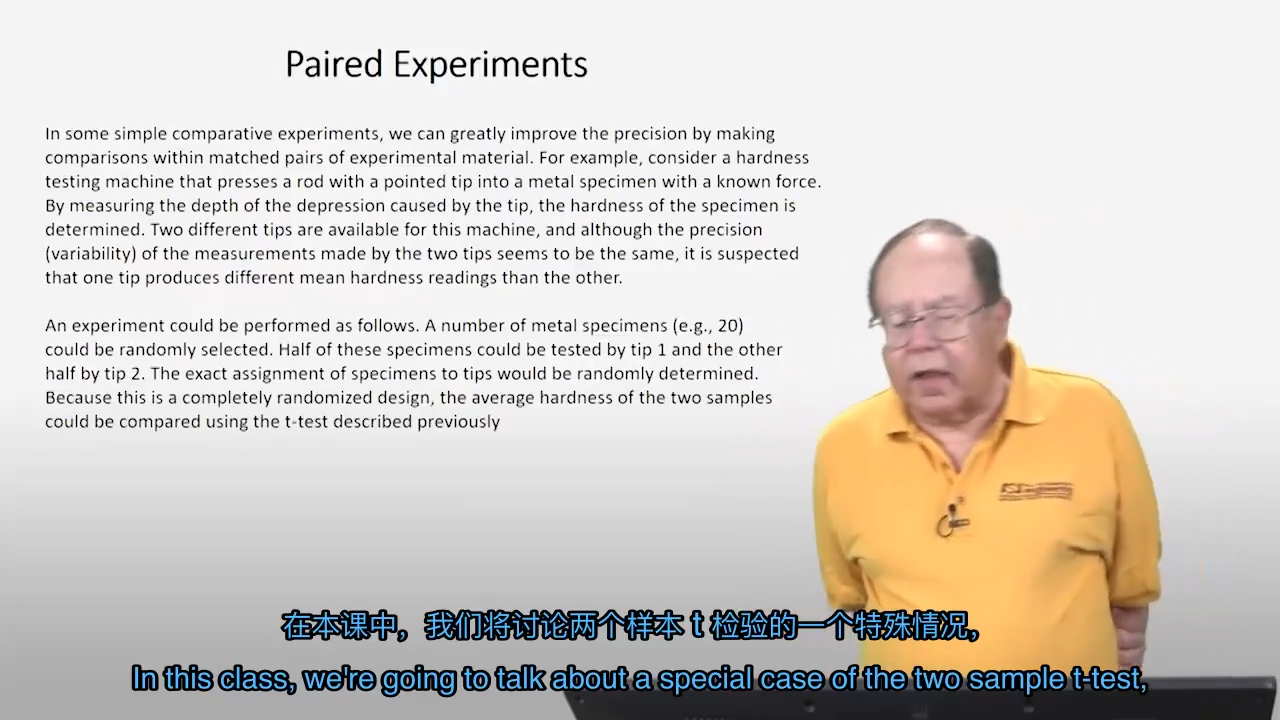 Paired Experiments
In some simple comparative experiments, we can greatly improve the precision by making
comparisons within matched pairs of experimental material. For example, consider a hardness
testing machine that presses a rod with a pointed tip into a metal specimen with a known force.
By measuring the depth of the depression caused by the tip, the hardness of the specimen is
determined. Two different tips are available for this machine, and although the precision
(variability) of the measurements made by the two tips seems to be the same, it is suspected
that one tip produces different mean hardness readings than the other.
An experiment could be performed as follows. A number of metal specimens (e.g., 20)
could be randomly selected. Half of these specimens could be tested by tip 1 and the other
half by tip 2. The exact assignment of specimens to tips would be randomly determined.
Because this is a completely randomized design, the average hardness of the two samples
could be compared using the t-test described previously
在本课中，我们将讨论两个样本 t 检验的一个特殊情况，
In this class, we're going to talk about a special case of the two sample t-test,